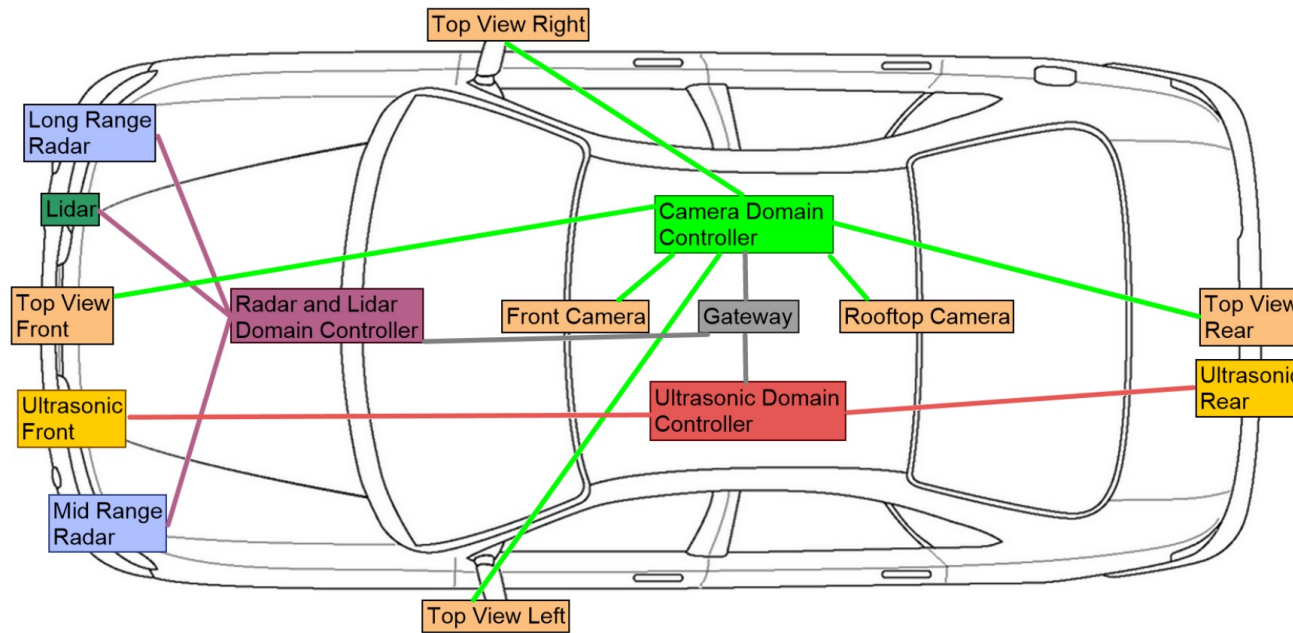 Top View Right
Long Range
Radar
Lidar
Camera Domain
Controller
Top View
Front
Radar and Lidar
Domain Controller
Front Camera
Gateway
Rooftop Camera
Top View
Rear
Ultrasonic
Front
Ultrasonic Domain
Controller
Ultrasonic
Rear
Mid Range
Radar
Top View Left